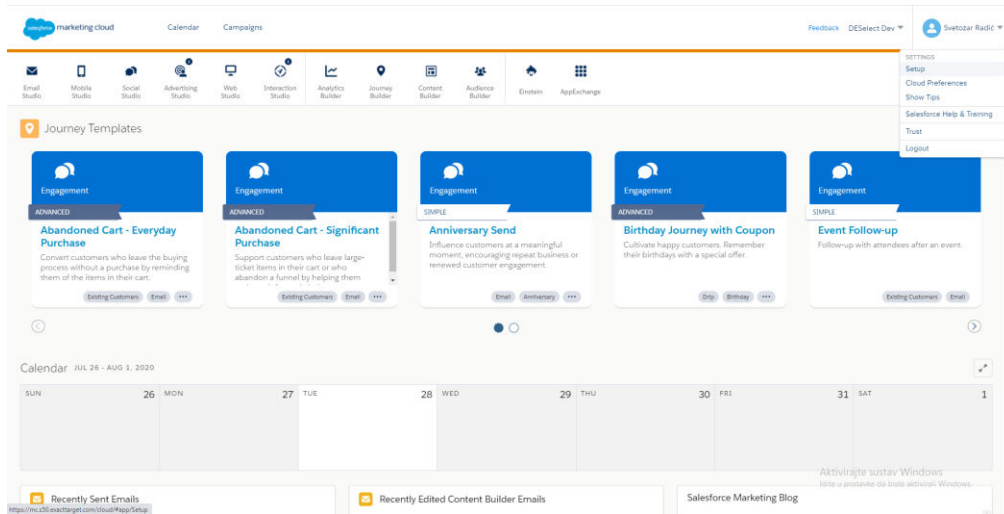 salesforce marketing cloud
Calendar
Campaigns
Feedback
DESelect Dev
Svetozar Radić
SETTINGS
Setup
Cloud Preferences
Show Tips
Salesforce Help & Training
Trust
Logout
Email Studio
Mobile Studio
Social Studio
Advertising Studio
Web Studio
Interaction Studio
Analytics Builder
Journey Builder
Content Builder
Audience Builder
Einstein
AppExchange
Journey Templates
Engagement
ADVANCED
Abandoned Cart - Everyday
Purchase
Convert customers who leave the buying
process without a purchase by reminding
them of the items in their cart.
Existing Customers Email •••
Engagement
ADVANCED
Abandoned Cart - Significant
Purchase
Support customers who leave large-
ticket items in their cart or who
abandon a funnel by helping them
Existing Customers Email •••
Engagement
SIMPLE
Anniversary Send
Influence customers at a meaningful
moment, encouraging repeat business or
renewed customer engagement.
Email Anniversary •••
Engagement
ADVANCED
Birthday Journey with Coupon
Cultivate happy customers. Remember
their birthdays with a special offer.
Drip Birthday •••
Engagement
SIMPLE
Event Follow-up
Follow-up with attendees after an event.
Existing Customers Email
Calendar JUL 26 - AUG 1, 2020
SUN 26 MON 27 TUE 28 WED 29 THU 30 FRI 31 SAT 1
Aktivirajte sustav Windows
Idite u postavke da biste aktivirali Windows.
Recently Sent Emails
Recently Edited Content Builder Emails
Salesforce Marketing Blog
https://mc.s50.exacttarget.com/cloud/#app/Setup